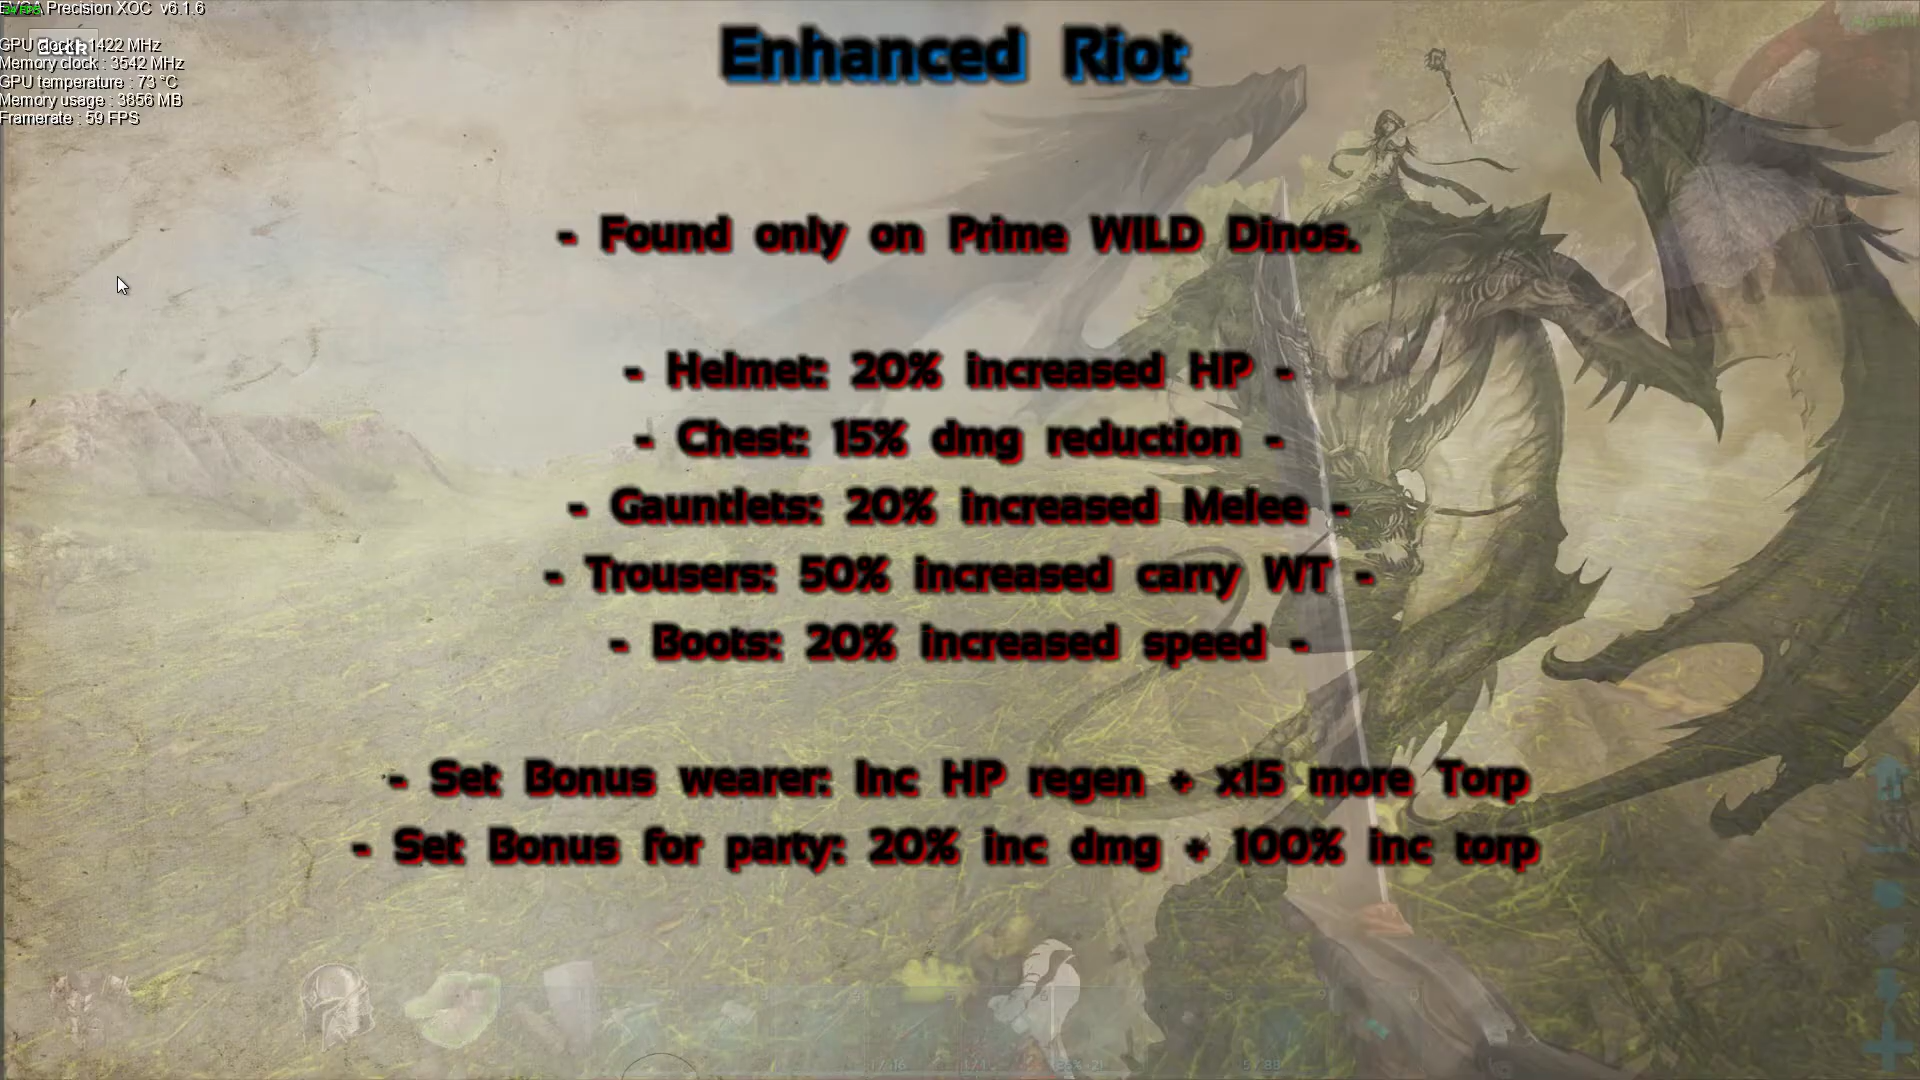 EVGA Precision XOC v6.1.6
Back
GPU clock : 1422 MHz
Memory clock : 3542 MHz
GPU temperature : 73 °C
Memory usage : 3856 MB
Framerate : 59 FPS
Enhanced Riot
- Found only on Prime WILD Dinos.
- Helmet: 20% increased HP -
- Chest: 15% dmg reduction -
- Gauntlets: 20% increased Melee -
- Trousers: 50% increased carry WT -
- Boots: 20% increased speed -
- Set Bonus wearer: Inc HP regen + x15 more Torp
- Set Bonus for party: 20% inc dmg + 100% inc torp